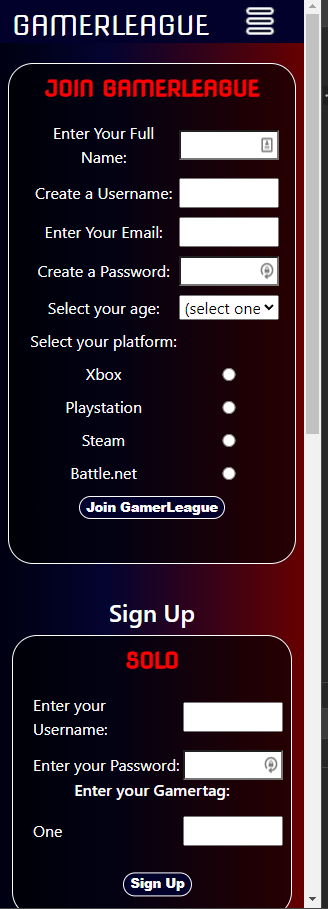 GAMERLEAGUE
JOIN GAMERLEAGUE
Enter Your Full
Name:
Create a Username:
Enter Your Email:
Create a Password:
Select your age: (select one
Select your platform:
Xbox
Playstation
Steam
Battle.net
Join GamerLeague
Sign Up
SOLO
Enter your
Username:
Enter your Password:
Enter your Gamertag:
One
Sign Up